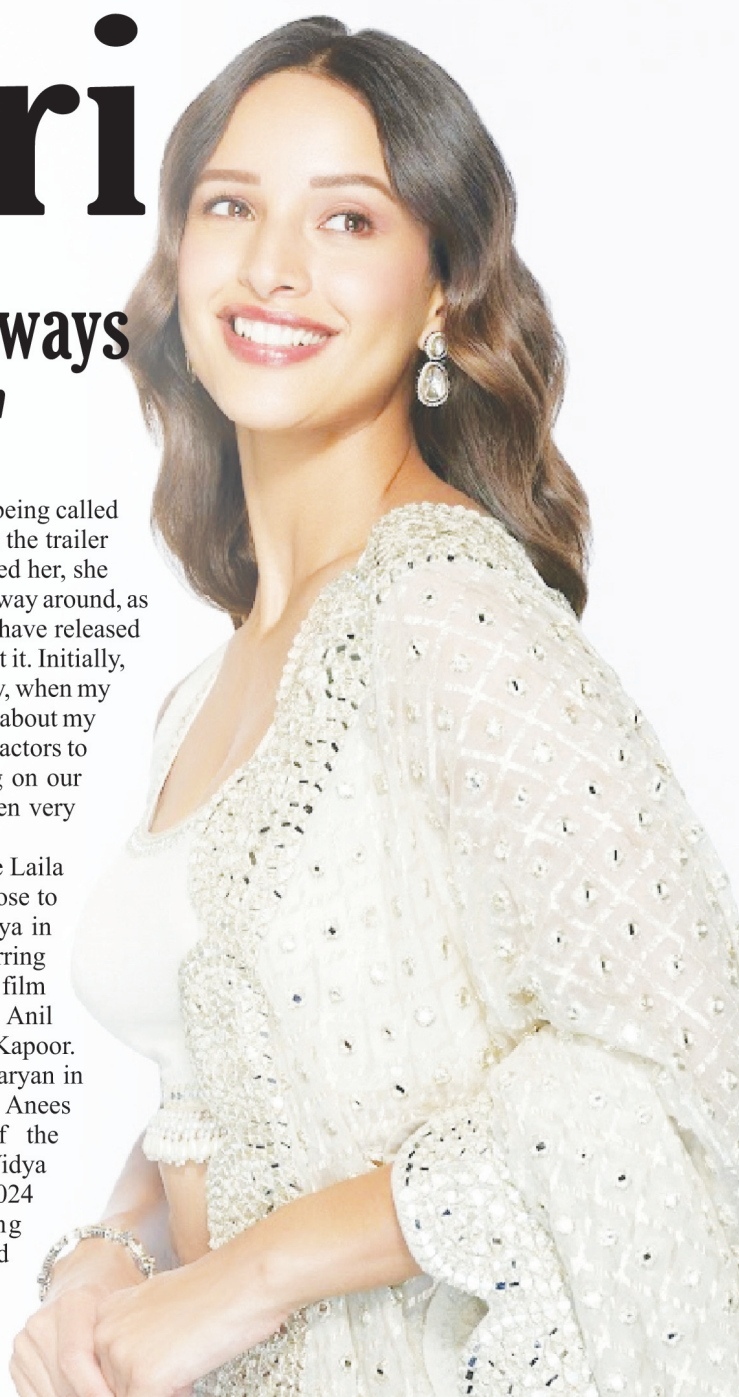 ri
ways
being called
the trailer
ed her, she
way around, as
have released
t it. Initially,
y, when my
about my
actors to
g on our
en very
e Laila
ose to
ya in
rring
film
Anil
Kapoor.
aryan in
Anees
f the
Vidya
024
ng
d